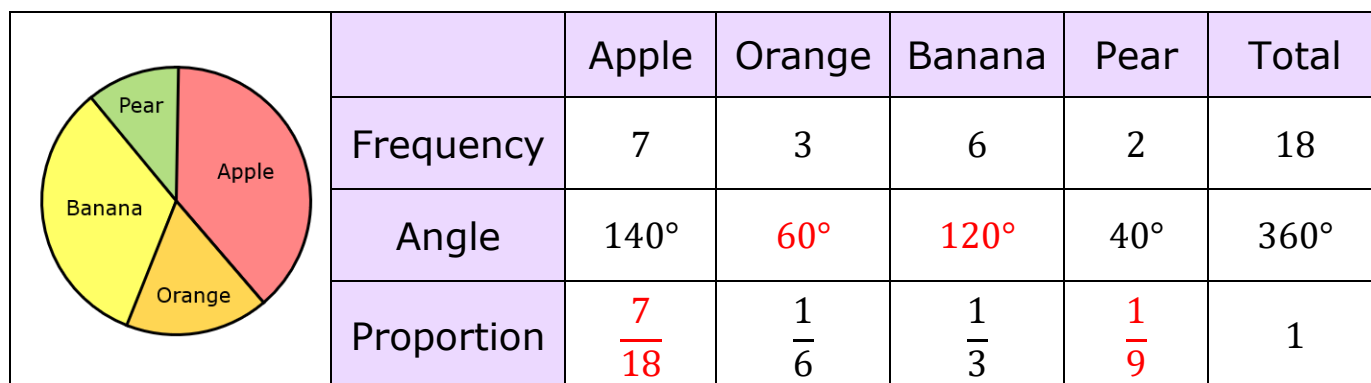 Pear
Apple
Banana
Orange
Apple Orange Banana Pear Total
Frequency 7 3 6 2 18
Angle 140° 60° 120° 40° 360°
Proportion 7/18 1/6 1/3 1/9 1